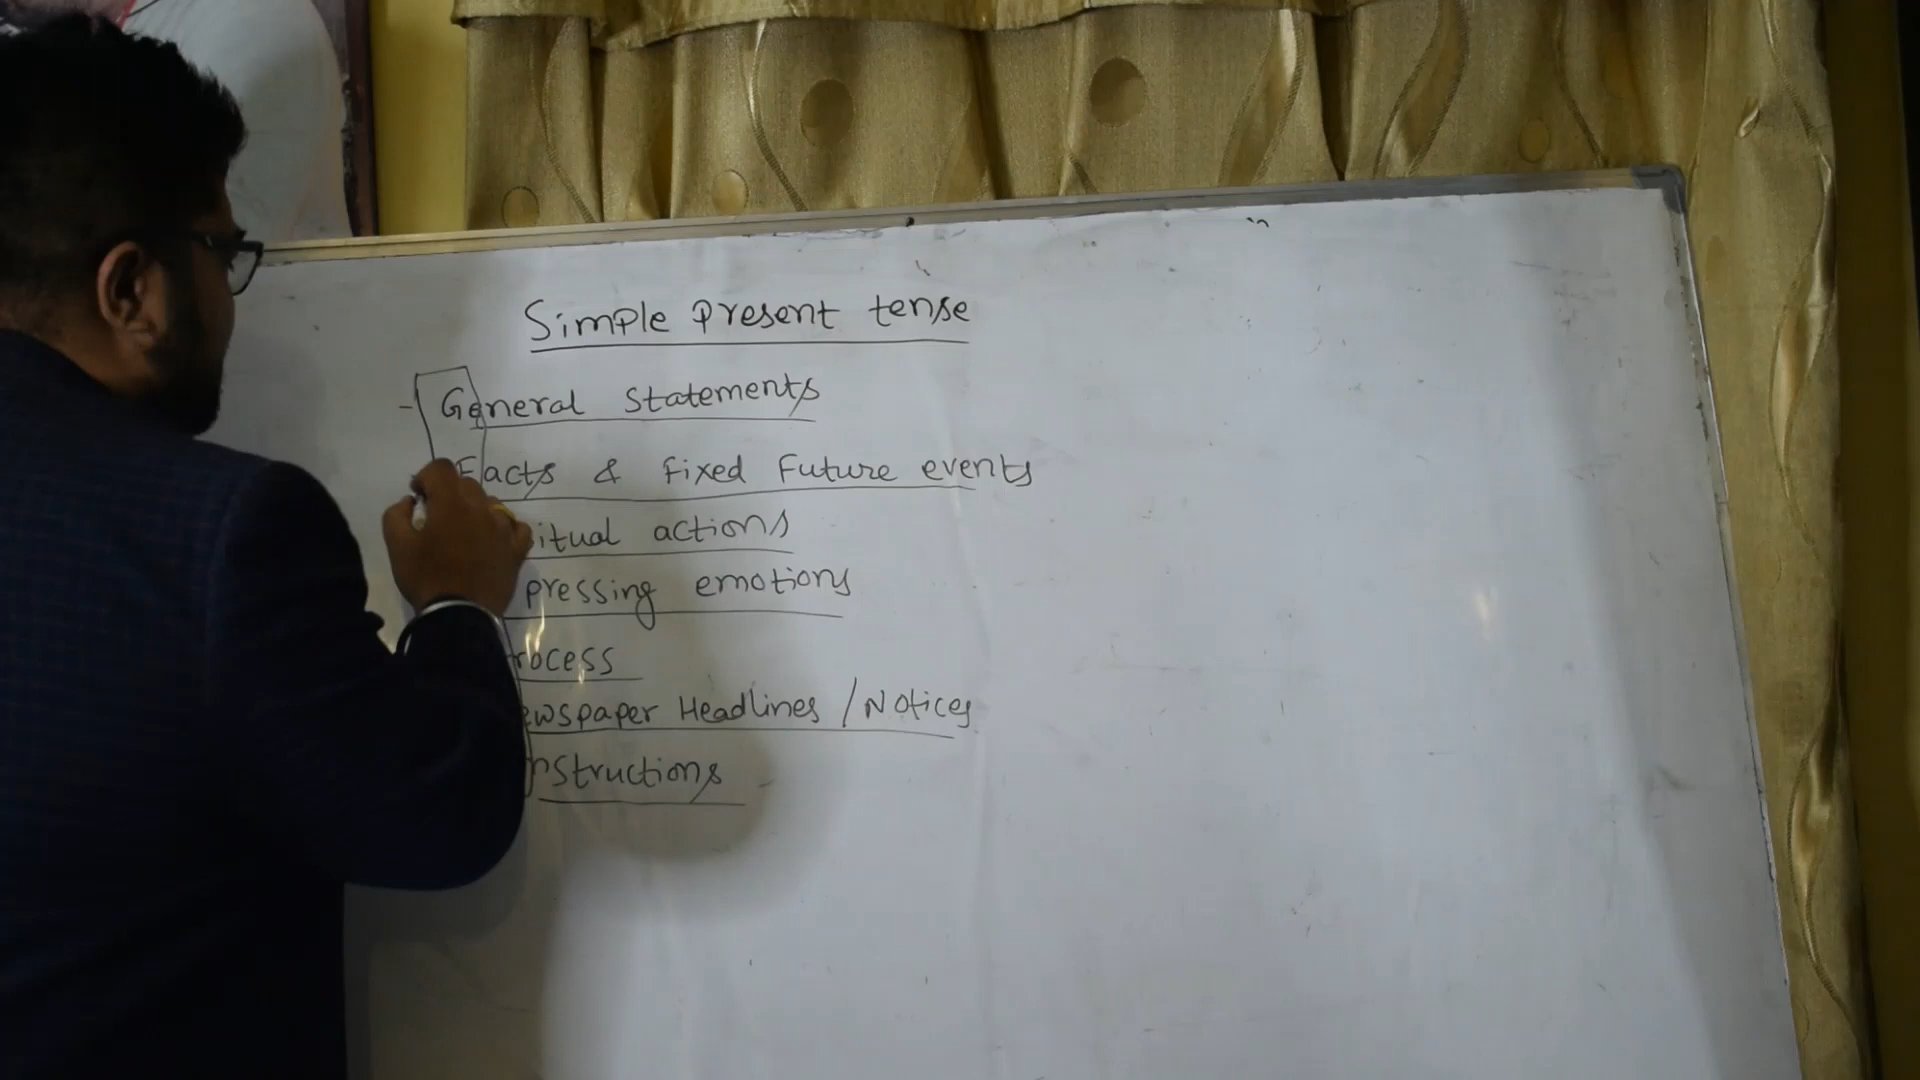 Simple Present tense
- General Statements
Facts & Fixed Future events
itual actions
pressing emotions
rocess
ewspaper Headlines / Notices
nstructions